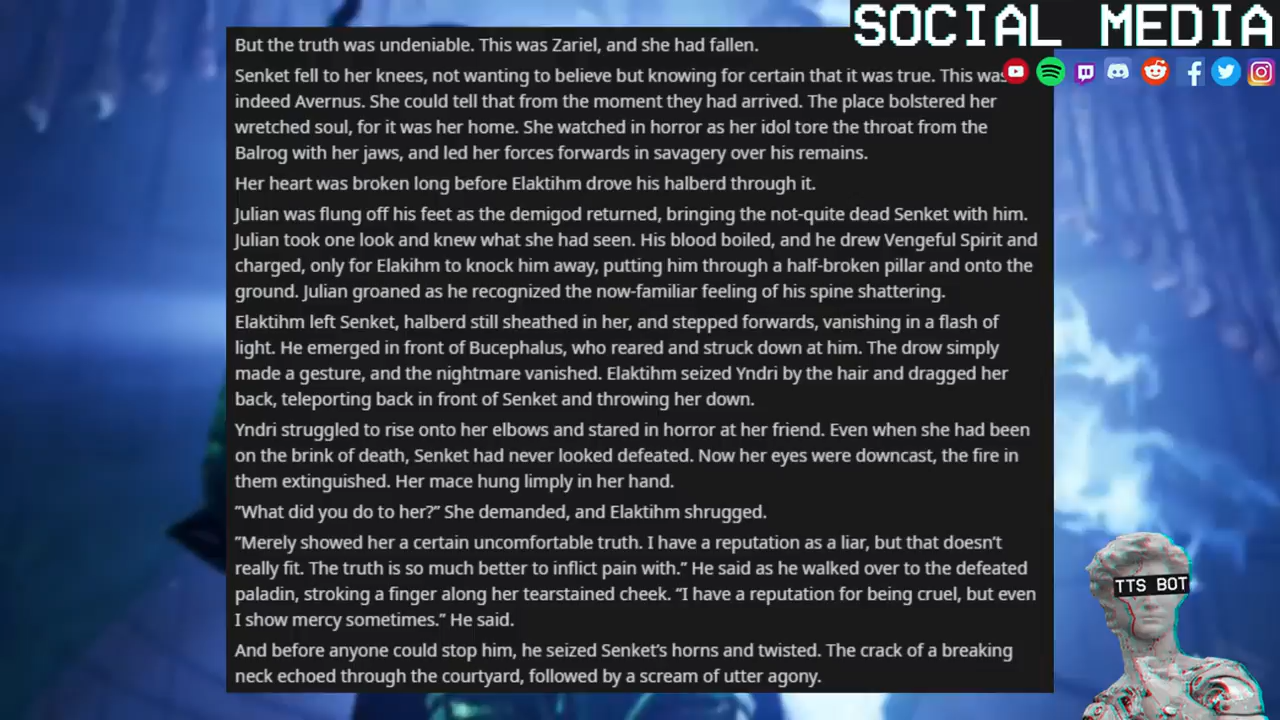 SOCIAL MEDIA
But the truth was undeniable. This was Zariel, and she had fallen.
Senket fell to her knees, not wanting to believe but knowing for certain that it was true. This was
indeed Avernus. She could tell that from the moment they had arrived. The place bolstered her
wretched soul, for it was her home. She watched in horror as her idol tore the throat from the
Balrog with her jaws, and led her forces forwards in savagery over his remains.
Her heart was broken long before Elaktihm drove his halberd through it.
Julian was flung off his feet as the demigod returned, bringing the not-quite dead Senket with him.
Julian took one look and knew what she had seen. His blood boiled, and he drew Vengeful Spirit and
charged, only for Elakihm to knock him away, putting him through a half-broken pillar and onto the
ground. Julian groaned as he recognized the now-familiar feeling of his spine shattering.
Elaktihm left Senket, halberd still sheathed in her, and stepped forwards, vanishing in a flash of
light. He emerged in front of Bucephalus, who reared and struck down at him. The drow simply
made a gesture, and the nightmare vanished. Elaktihm seized Yndri by the hair and dragged her
back, teleporting back in front of Senket and throwing her down.
Yndri struggled to rise onto her elbows and stared in horror at her friend. Even when she had been
on the brink of death, Senket had never looked defeated. Now her eyes were downcast, the fire in
them extinguished. Her mace hung limply in her hand.
"What did you do to her?" She demanded, and Elaktihm shrugged.
"Merely showed her a certain uncomfortable truth. I have a reputation as a liar, but that doesn't
really fit. The truth is so much better to inflict pain with." He said as he walked over to the defeated
paladin, stroking a finger along her tearstained cheek. "I have a reputation for being cruel, but even
I show mercy sometimes." He said.
And before anyone could stop him, he seized Senket's horns and twisted. The crack of a breaking
neck echoed through the courtyard, followed by a scream of utter agony.
TTS BOT